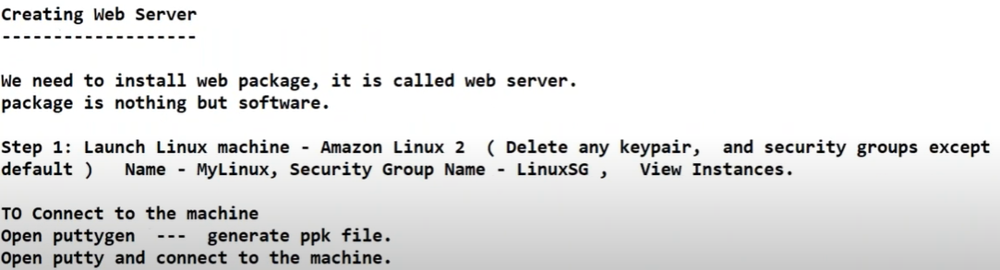 Creating Web Server
-------------------
We need to install web package, it is called web server.
package is nothing but software.
Step 1: Launch Linux machine - Amazon Linux 2  ( Delete any keypair,  and security groups except
default )   Name - MyLinux, Security Group Name - LinuxSG ,   View Instances.
TO Connect to the machine
Open puttygen  ---  generate ppk file.
Open putty and connect to the machine.